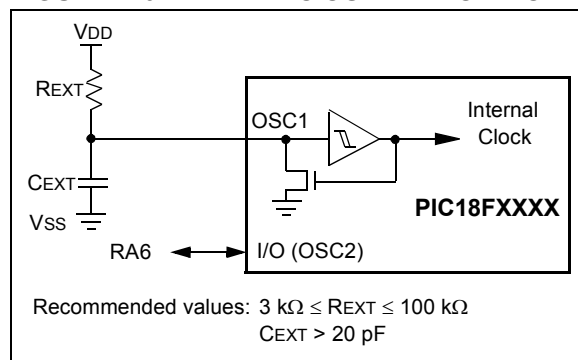 VDD
REXT
OSC1
Internal
Clock
CEXT
PIC18FXXXX
VSS
RA6
I/O (OSC2)
Recommended values: 3 kΩ ≤ REXT ≤ 100 kΩ
CEXT > 20 pF